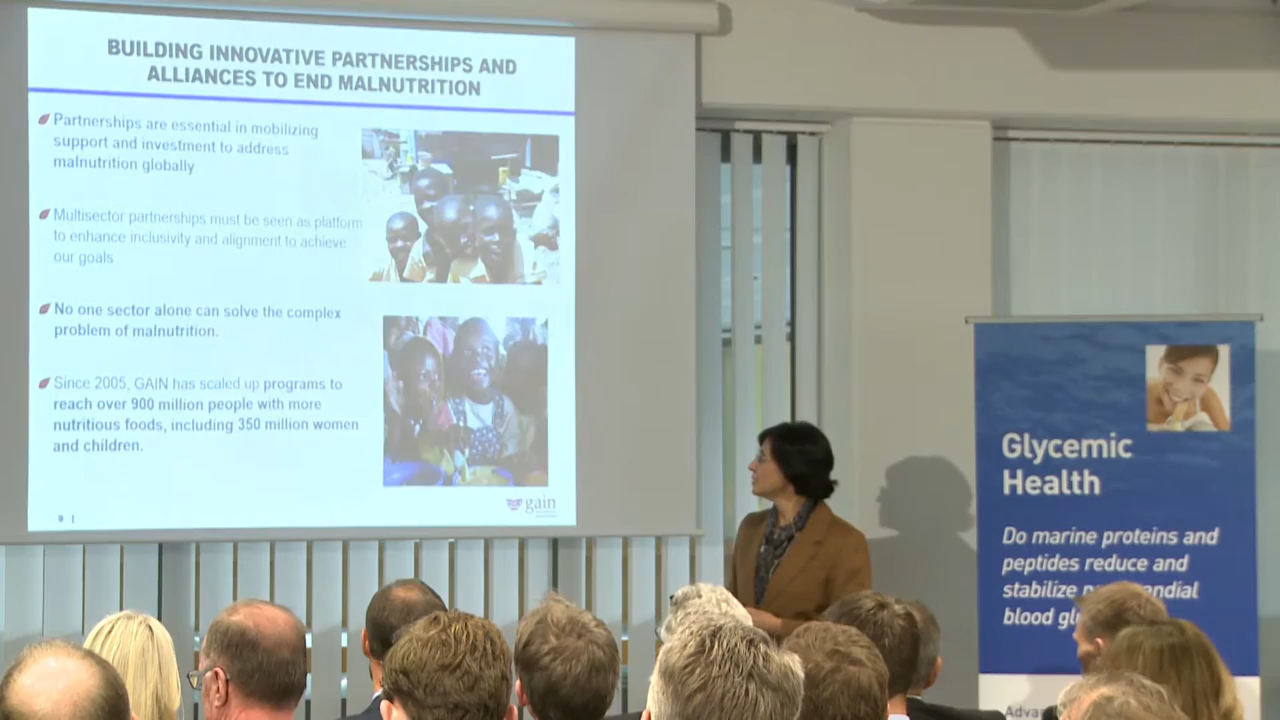 BUILDING INNOVATIVE PARTNERSHIPS AND
ALLIANCES TO END MALNUTRITION
Partnerships are essential in mobilizing
support and investment to address
malnutrition globally
Multisector partnerships must be seen as platform
to enhance inclusivity and alignment to achieve
our goals
No one sector alone can solve the complex
problem of malnutrition.
Since 2005, GAIN has scaled up programs to
reach over 900 million people with more
nutritious foods, including 350 million women
and children.
9 |
gain
Glycemic
Health
Do marine proteins and
peptides reduce and
stabilize
blood